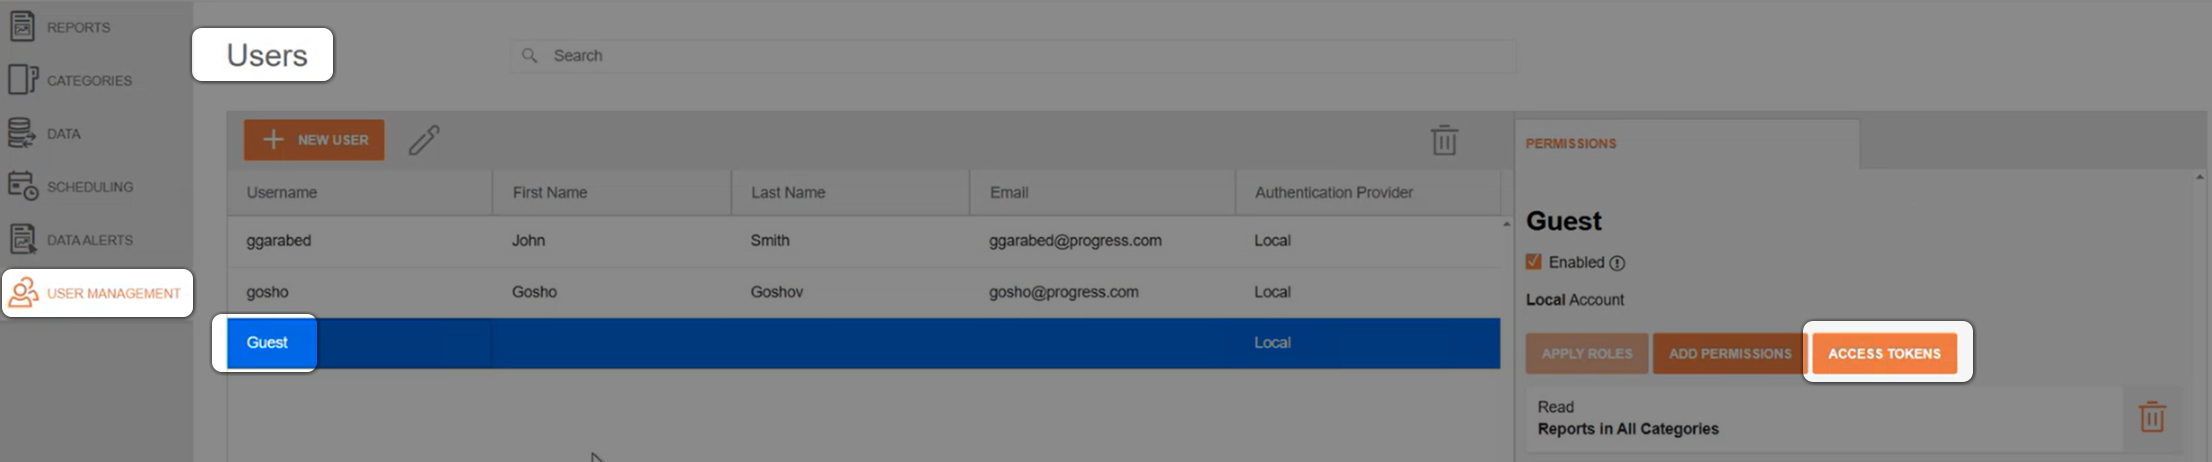 REPORTS
CATEGORIES
DATA
SCHEDULING
DATA ALERTS
USER MANAGEMENT
Users
Search
NEW USER
Username First Name Last Name Email Authentication Provider
ggarabed John Smith ggarabed@progress.com Local
gosho Gosho Goshov gosho@progress.com Local
Guest Local
PERMISSIONS
Guest
Enabled
Local Account
APPLY ROLES ADD PERMISSIONS ACCESS TOKENS
Read
Reports in All Categories